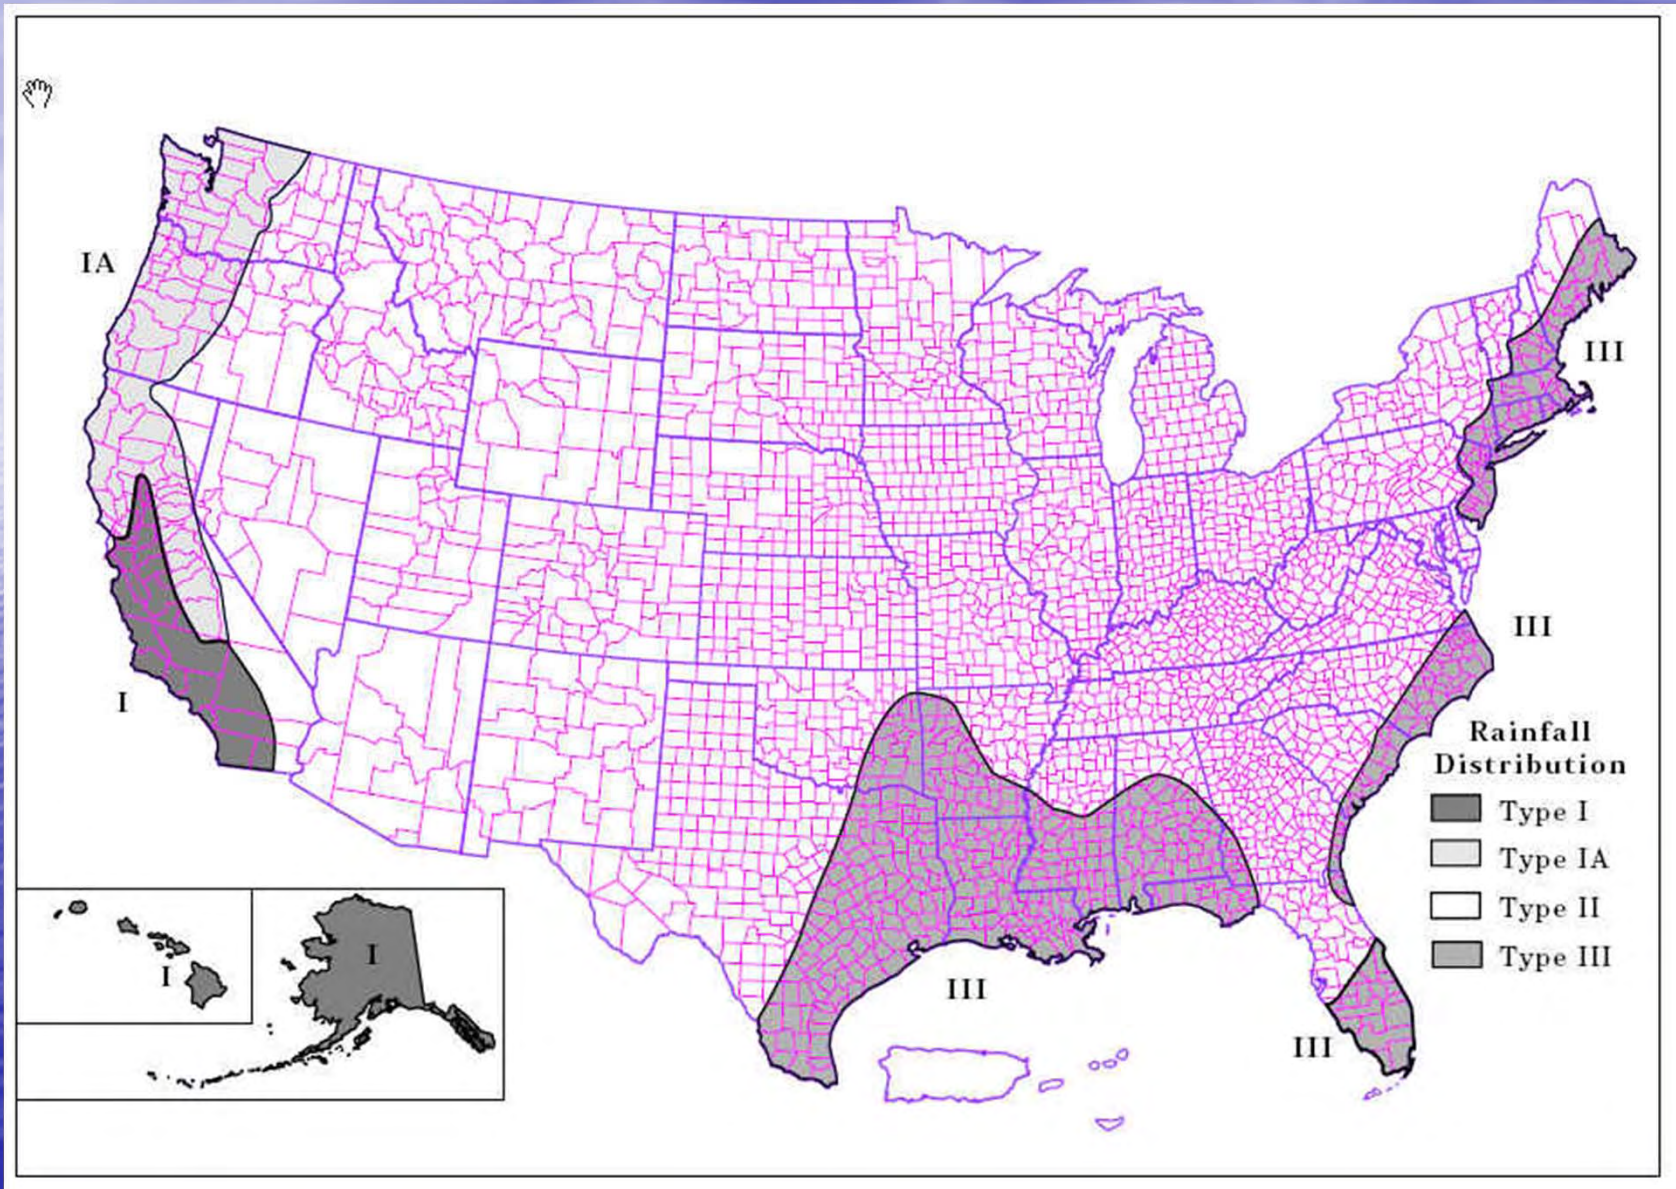 IA
III
III
I
Rainfall
Distribution
Type I
Type IA
Type II
Type III
I
I
III
III